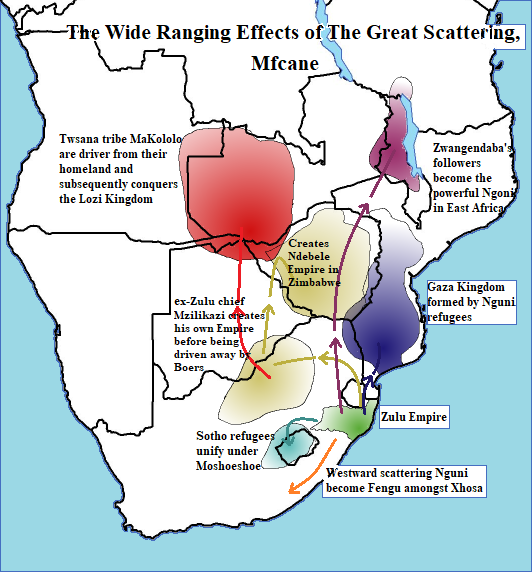 The Wide Ranging Effects of The Great Scattering,
Mfcane
Twsana tribe MaKololo
are driver from their
homeland and
subsequently conquers
the Lozi Kingdom
Zwangendaba's
followers
become the
powerful Ngoni
in East Africa
Creates
Ndebele
Empire in
Zimbabwe
Gaza Kingdom
formed by Nguni
refugees
ex-Zulu chief
Mzilikazi creates
his own Empire
before being
driven away by
Boers
Zulu Empire
Sotho refugees
unify under
Moshoeshoe
Westward scattering Nguni
become Fengu amongst Xhosa